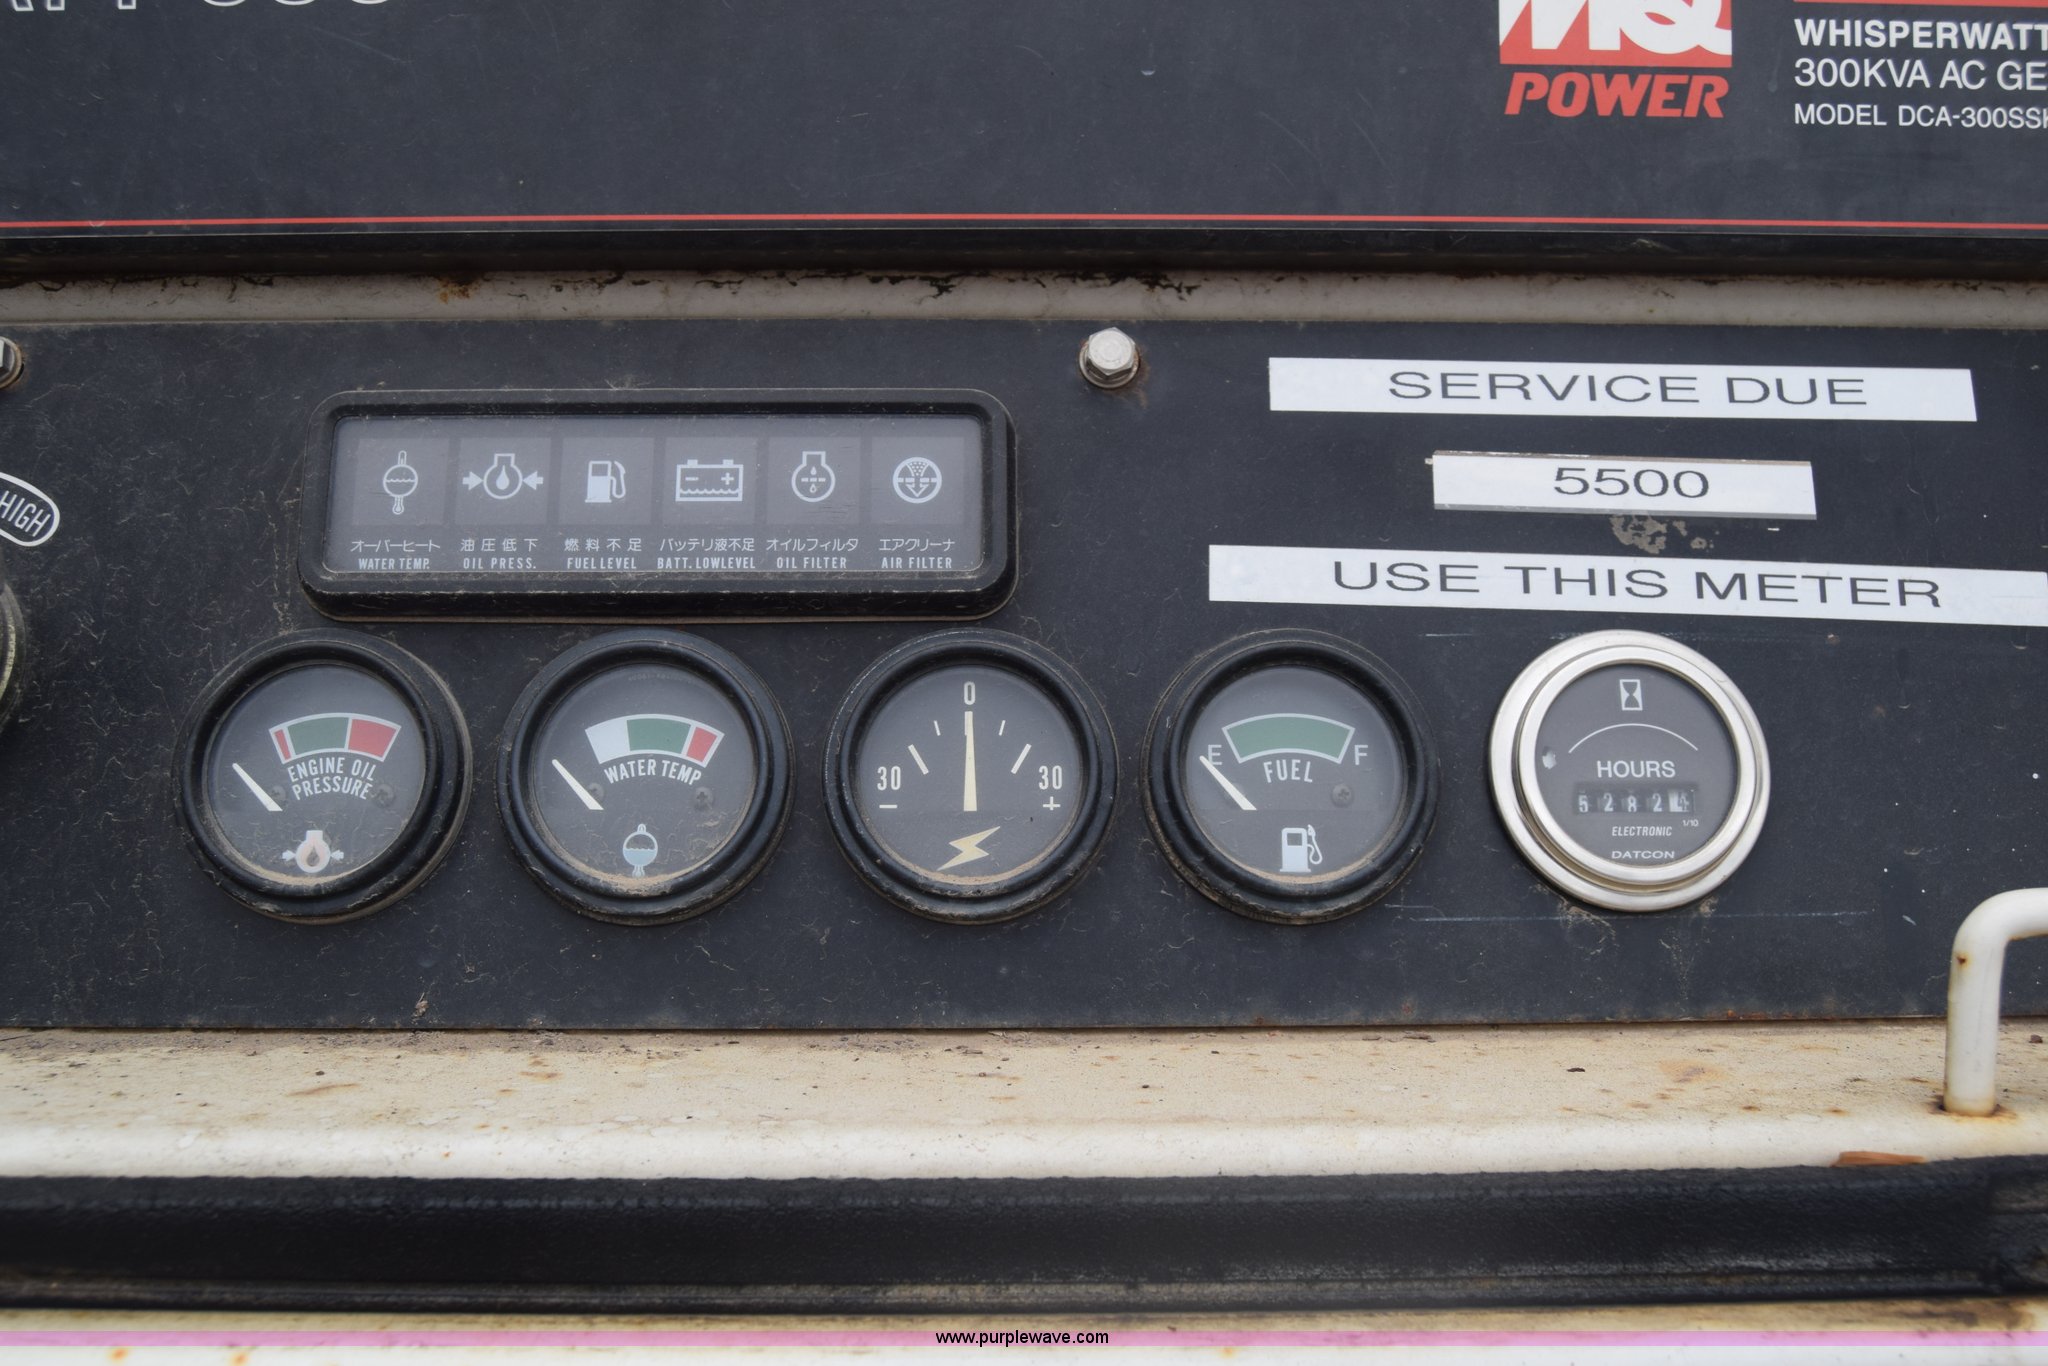 MQ
POWER
WHISPERWATT
300KVA AC GE
MODEL DCA-300SSK
SERVICE DUE
5500
USE THIS METER
HIGH
オーバーヒート 油圧低下 燃料不足 バッテリ液不足 オイルフィルタ エアクリーナ
WATER TEMP. OIL PRESS. FUEL LEVEL BATT. LOWLEVEL OIL FILTER AIR FILTER
ENGINE OIL
PRESSURE
WATER TEMP
0
30 30
- +
E F
FUEL
HOURS
5 2 8 2 4
1/10
ELECTRONIC
DATCON
www.purplewave.com